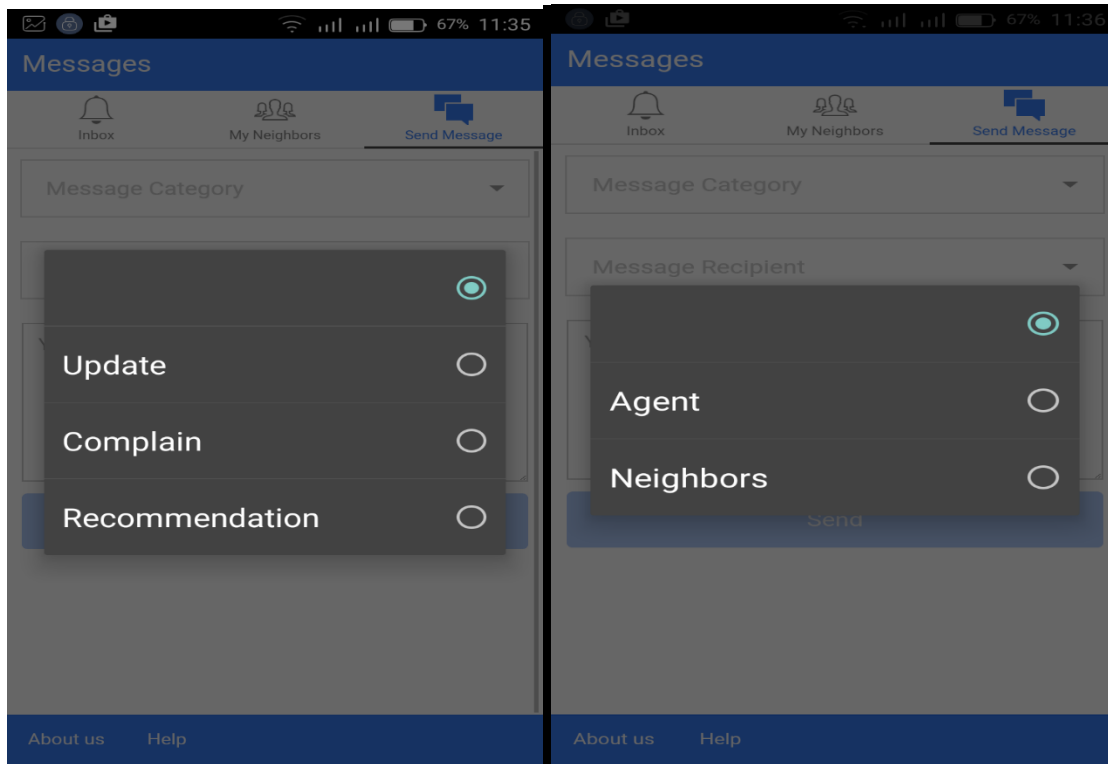 67% 11:35
Messages
Inbox
My Neighbors
Send Message
Message Category
Update
Complain
Recommendation
About us
Help
67% 11:36
Messages
Inbox
My Neighbors
Send Message
Message Category
Message Recipient
Agent
Neighbors
Send
About us
Help